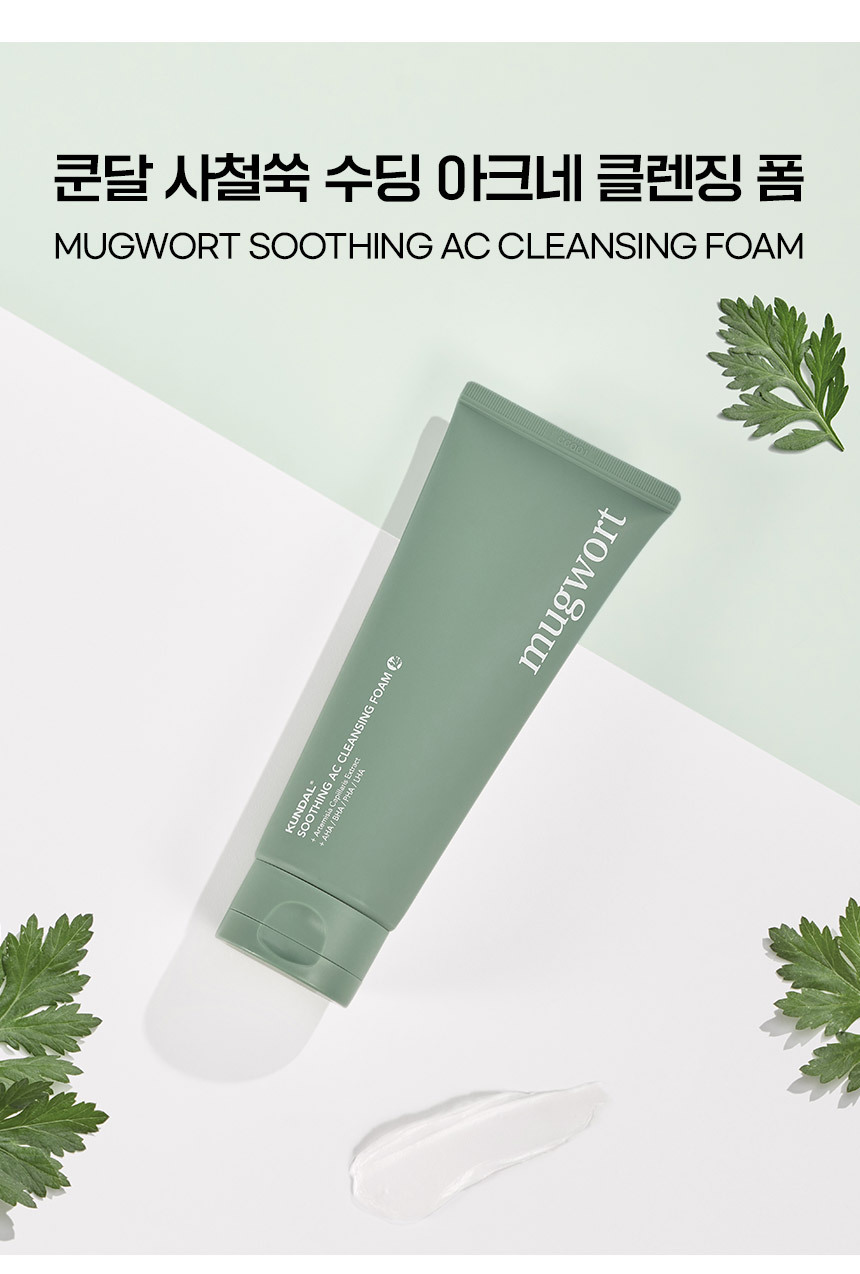 쿤달 사철쑥 수딩 아크네 클렌징 폼
MUGWORT SOOTHING AC CLEANSING FOAM
mugwort
KUNDAL®
SOOTHING AC CLEANSING FOAM
+ Artemisia Capillaris Extract
+ AHA / BHA / PHA / LHA